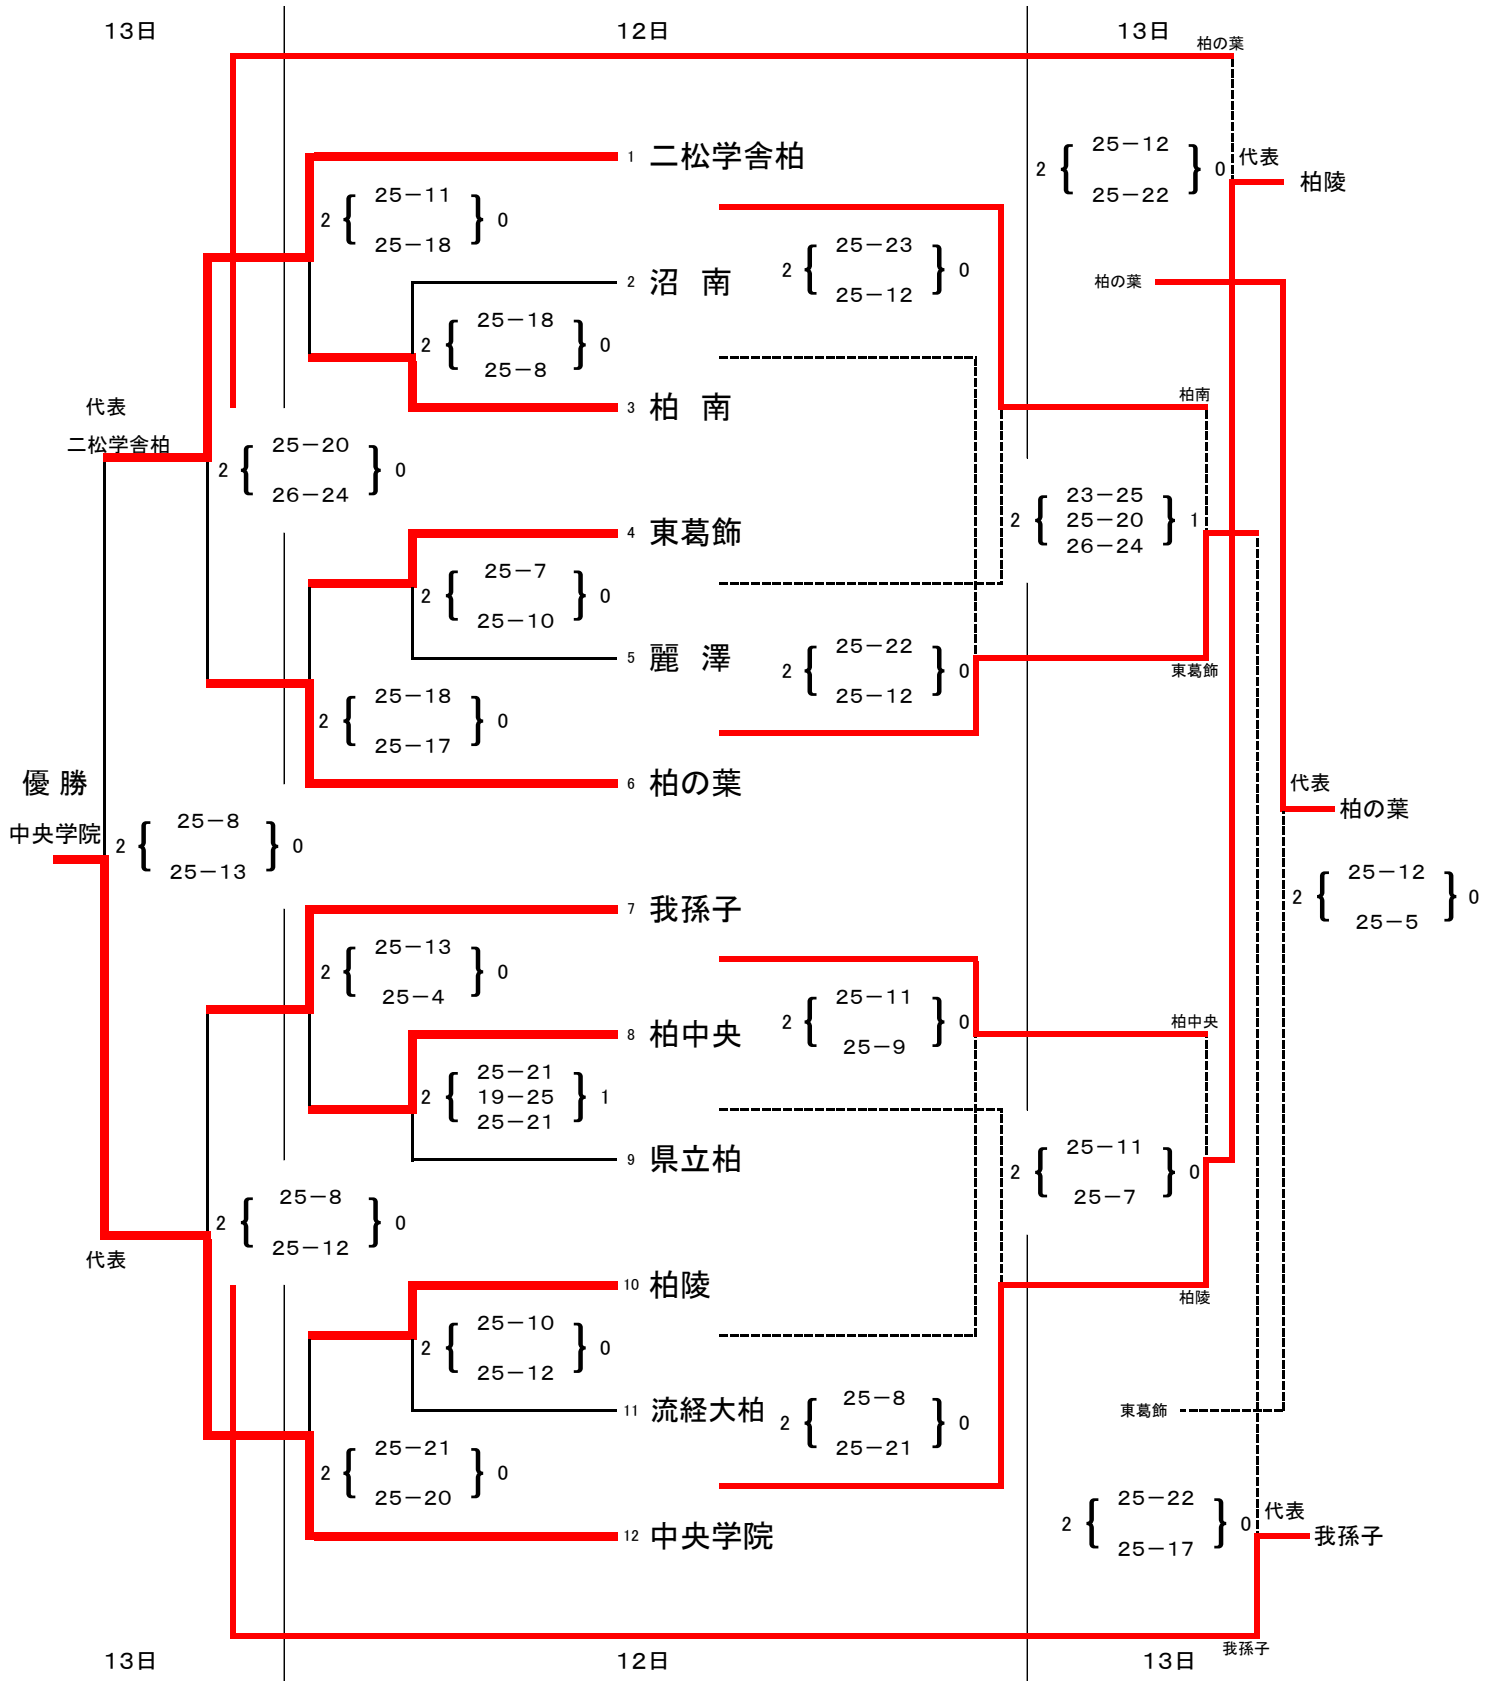 13日
12日
13日
柏の葉
1 二松学舎柏
2 { 25-12 } 0
25-22
代表
柏陵
2 { 25-11 } 0
25-18
2 { 25-23 } 0
25-12
2 沼 南
柏の葉
2 { 25-18 } 0
25-8
3 柏 南
柏南
代表
二松学舎柏
2 { 25-20 } 0
26-24
2 { 23-25 } 1
25-20
26-24
4 東葛飾
2 { 25-7 } 0
25-10
5 麗 澤
2 { 25-22 } 0
25-12
東葛飾
2 { 25-18 } 0
25-17
6 柏の葉
優 勝
中央学院
2 { 25-8 } 0
25-13
代表
柏の葉
2 { 25-12 } 0
25-5
7 我孫子
2 { 25-13 } 0
25-4
2 { 25-11 } 0
25-9
柏中央
8 柏中央
2 { 25-21 } 1
19-25
25-21
9 県立柏
2 { 25-11 } 0
25-7
2 { 25-8 } 0
25-12
代表
10 柏陵
柏陵
2 { 25-10 } 0
25-12
11 流経大柏
2 { 25-8 } 0
25-21
東葛飾
2 { 25-21 } 0
25-20
12 中央学院
2 { 25-22 } 0
25-17
代表
我孫子
我孫子
13日
12日
13日